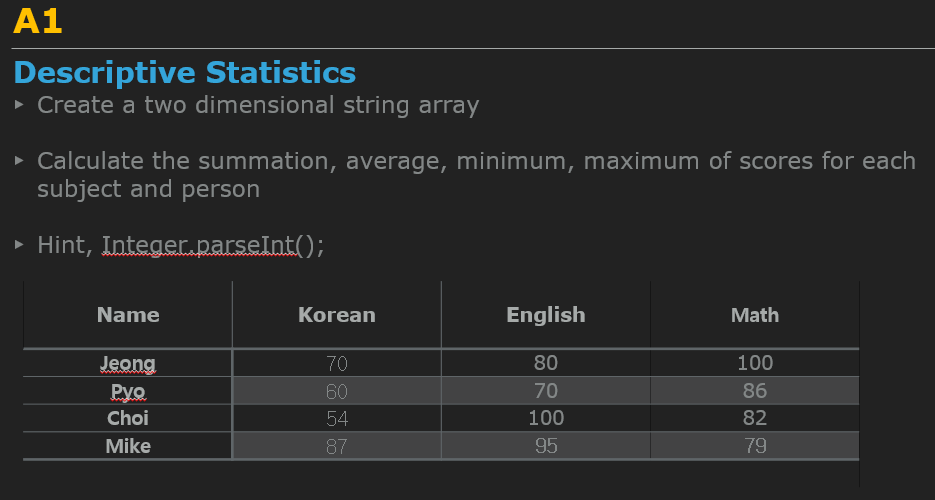 A1
Descriptive Statistics
Create a two dimensional string array
Calculate the summation, average, minimum, maximum of scores for each
subject and person
Hint, Integer.parseInt();
Name Korean English Math
Jeong 70 80 100
Pyo 60 70 86
Choi 54 100 82
Mike 87 95 79